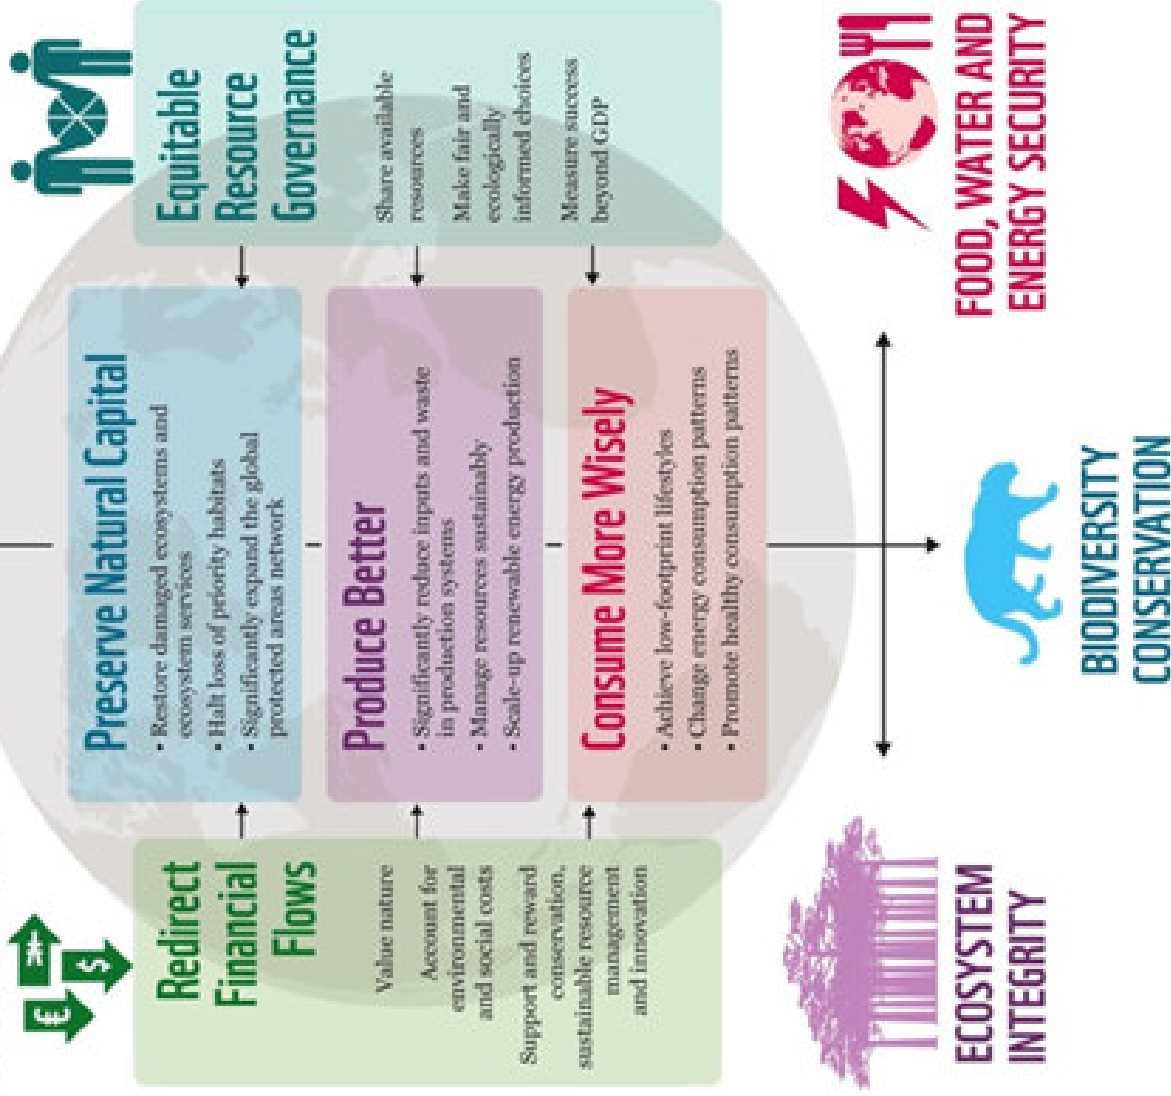 Preserve Natural Capital
• Restore damaged ecosystems and
ecosystem services
• Halt loss of priority habitats
• Significantly expand the global
protected areas network
Redirect
Financial
Flows
Value nature
Account for
environmental
and social costs
Support and reward
conservation,
sustainable resource
management
and innovation
€
$
Produce Better
• Significantly reduce inputs and waste
in production systems
• Manage resources sustainably
• Scale-up renewable energy production
Consume More Wisely
• Achieve low-footprint lifestyles
• Change energy consumption patterns
• Promote healthy consumption patterns
Equitable
Resource
Governance
Share available
resources
Make fair and
ecologically
informed choices
Measure success
beyond GDP
ECOSYSTEM
INTEGRITY
BIODIVERSITY
CONSERVATION
FOOD, WATER AND
ENERGY SECURITY